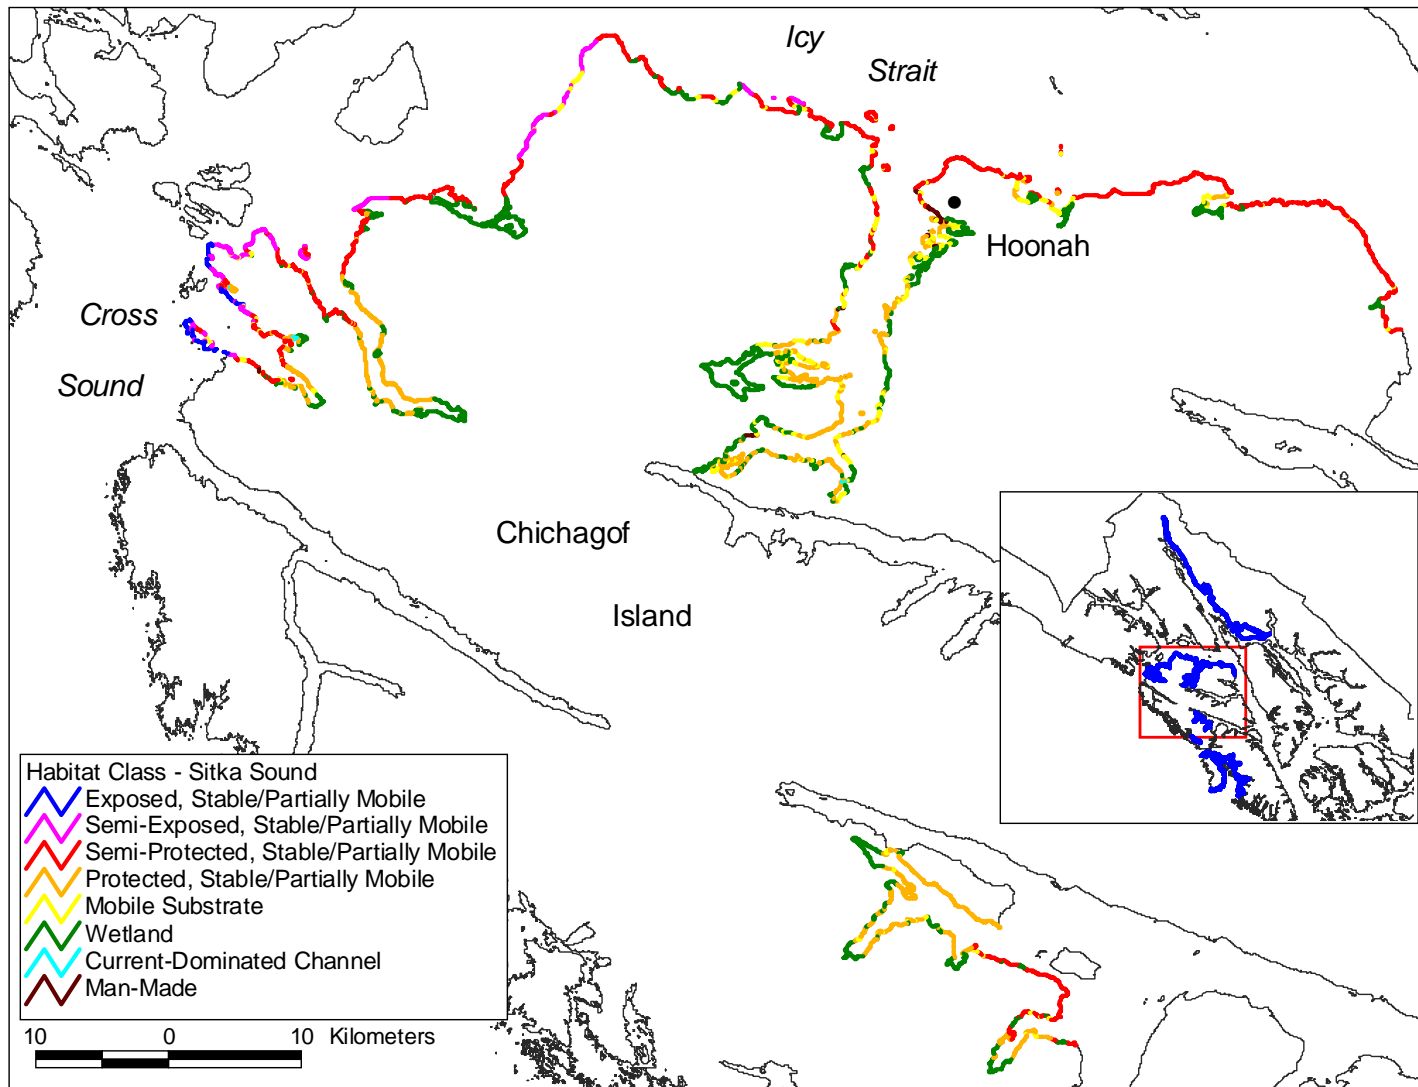 Icy
Strait
Hoonah
Cross
Sound
Chichagof
Island
Habitat Class - Sitka Sound
Exposed, Stable/Partially Mobile
Semi-Exposed, Stable/Partially Mobile
Semi-Protected, Stable/Partially Mobile
Protected, Stable/Partially Mobile
Mobile Substrate
Wetland
Current-Dominated Channel
Man-Made
10 0 10 Kilometers